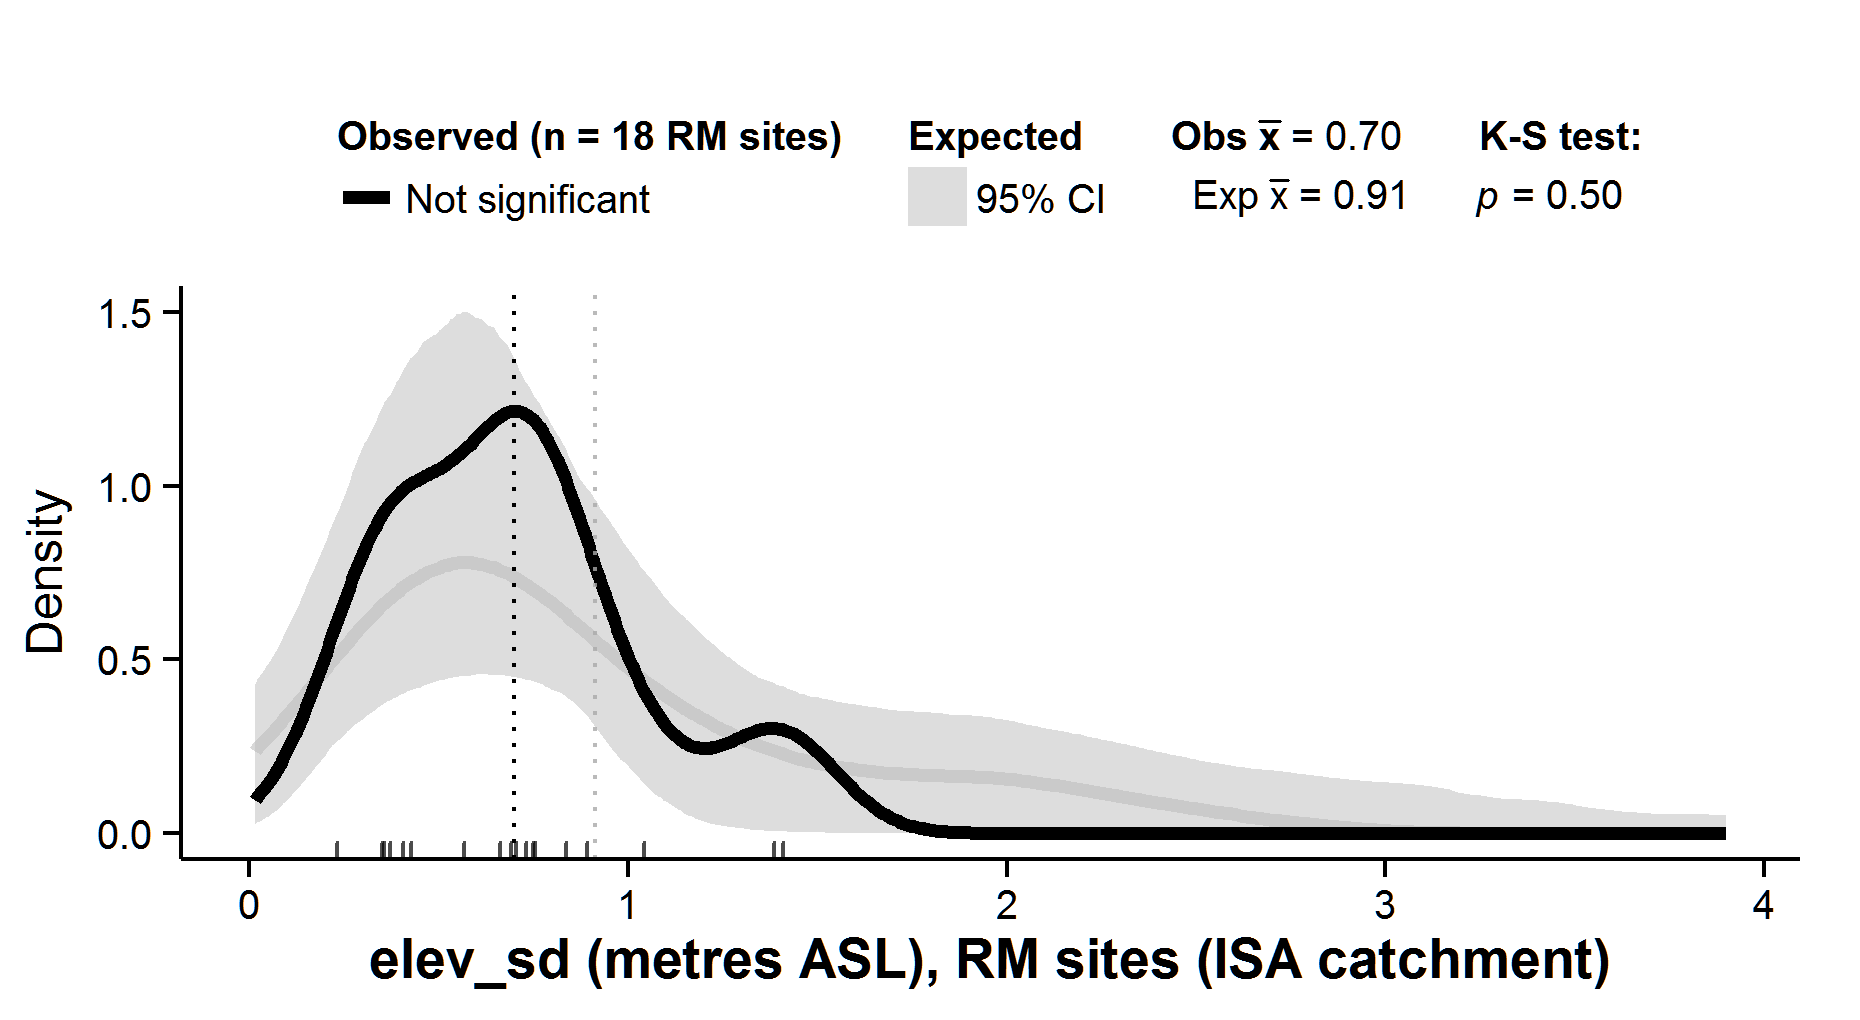 Observed (n = 18 RM sites) Expected Obs x̅ = 0.70 K-S test:
Not significant 95% CI Exp x̅ = 0.91 p = 0.50
1.5
1.0
0.5
0.0
Density
0 1 2 3 4
elev_sd (metres ASL), RM sites (ISA catchment)